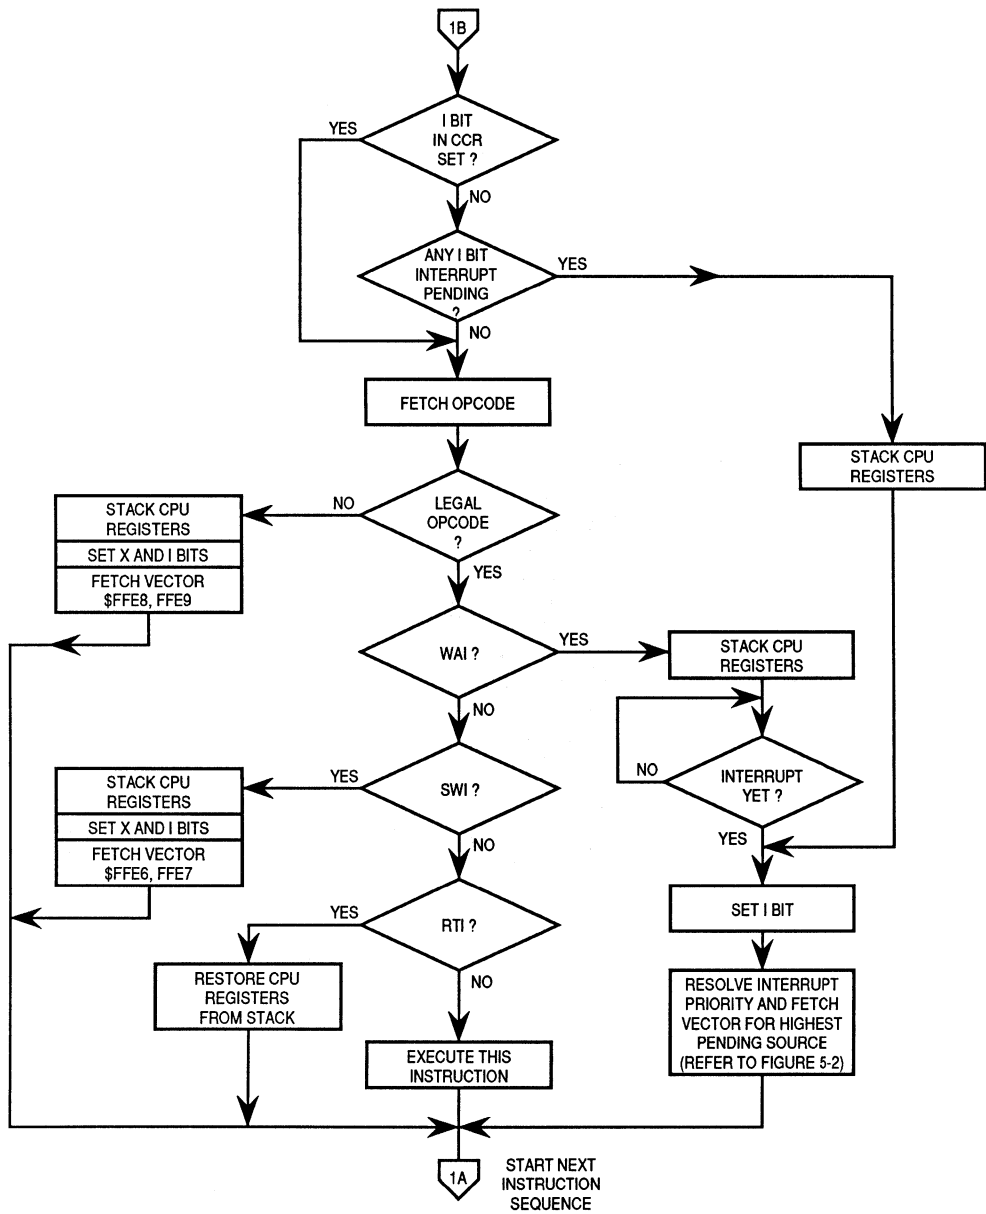 1B
I BIT
IN CCR
SET ?
YES
NO
ANY I BIT
INTERRUPT
PENDING
?
YES
NO
FETCH OPCODE
STACK CPU
REGISTERS
LEGAL
OPCODE
?
NO
YES
STACK CPU
REGISTERS
SET X AND I BITS
FETCH VECTOR
$FFE8, FFE9
WAI ?
YES
NO
STACK CPU
REGISTERS
INTERRUPT
YET ?
NO
YES
SWI ?
YES
NO
STACK CPU
REGISTERS
SET X AND I BITS
FETCH VECTOR
$FFE6, FFE7
SET I BIT
RTI ?
YES
NO
RESTORE CPU
REGISTERS
FROM STACK
RESOLVE INTERRUPT
PRIORITY AND FETCH
VECTOR FOR HIGHEST
PENDING SOURCE
(REFER TO FIGURE 5-2)
EXECUTE THIS
INSTRUCTION
1A
START NEXT
INSTRUCTION
SEQUENCE